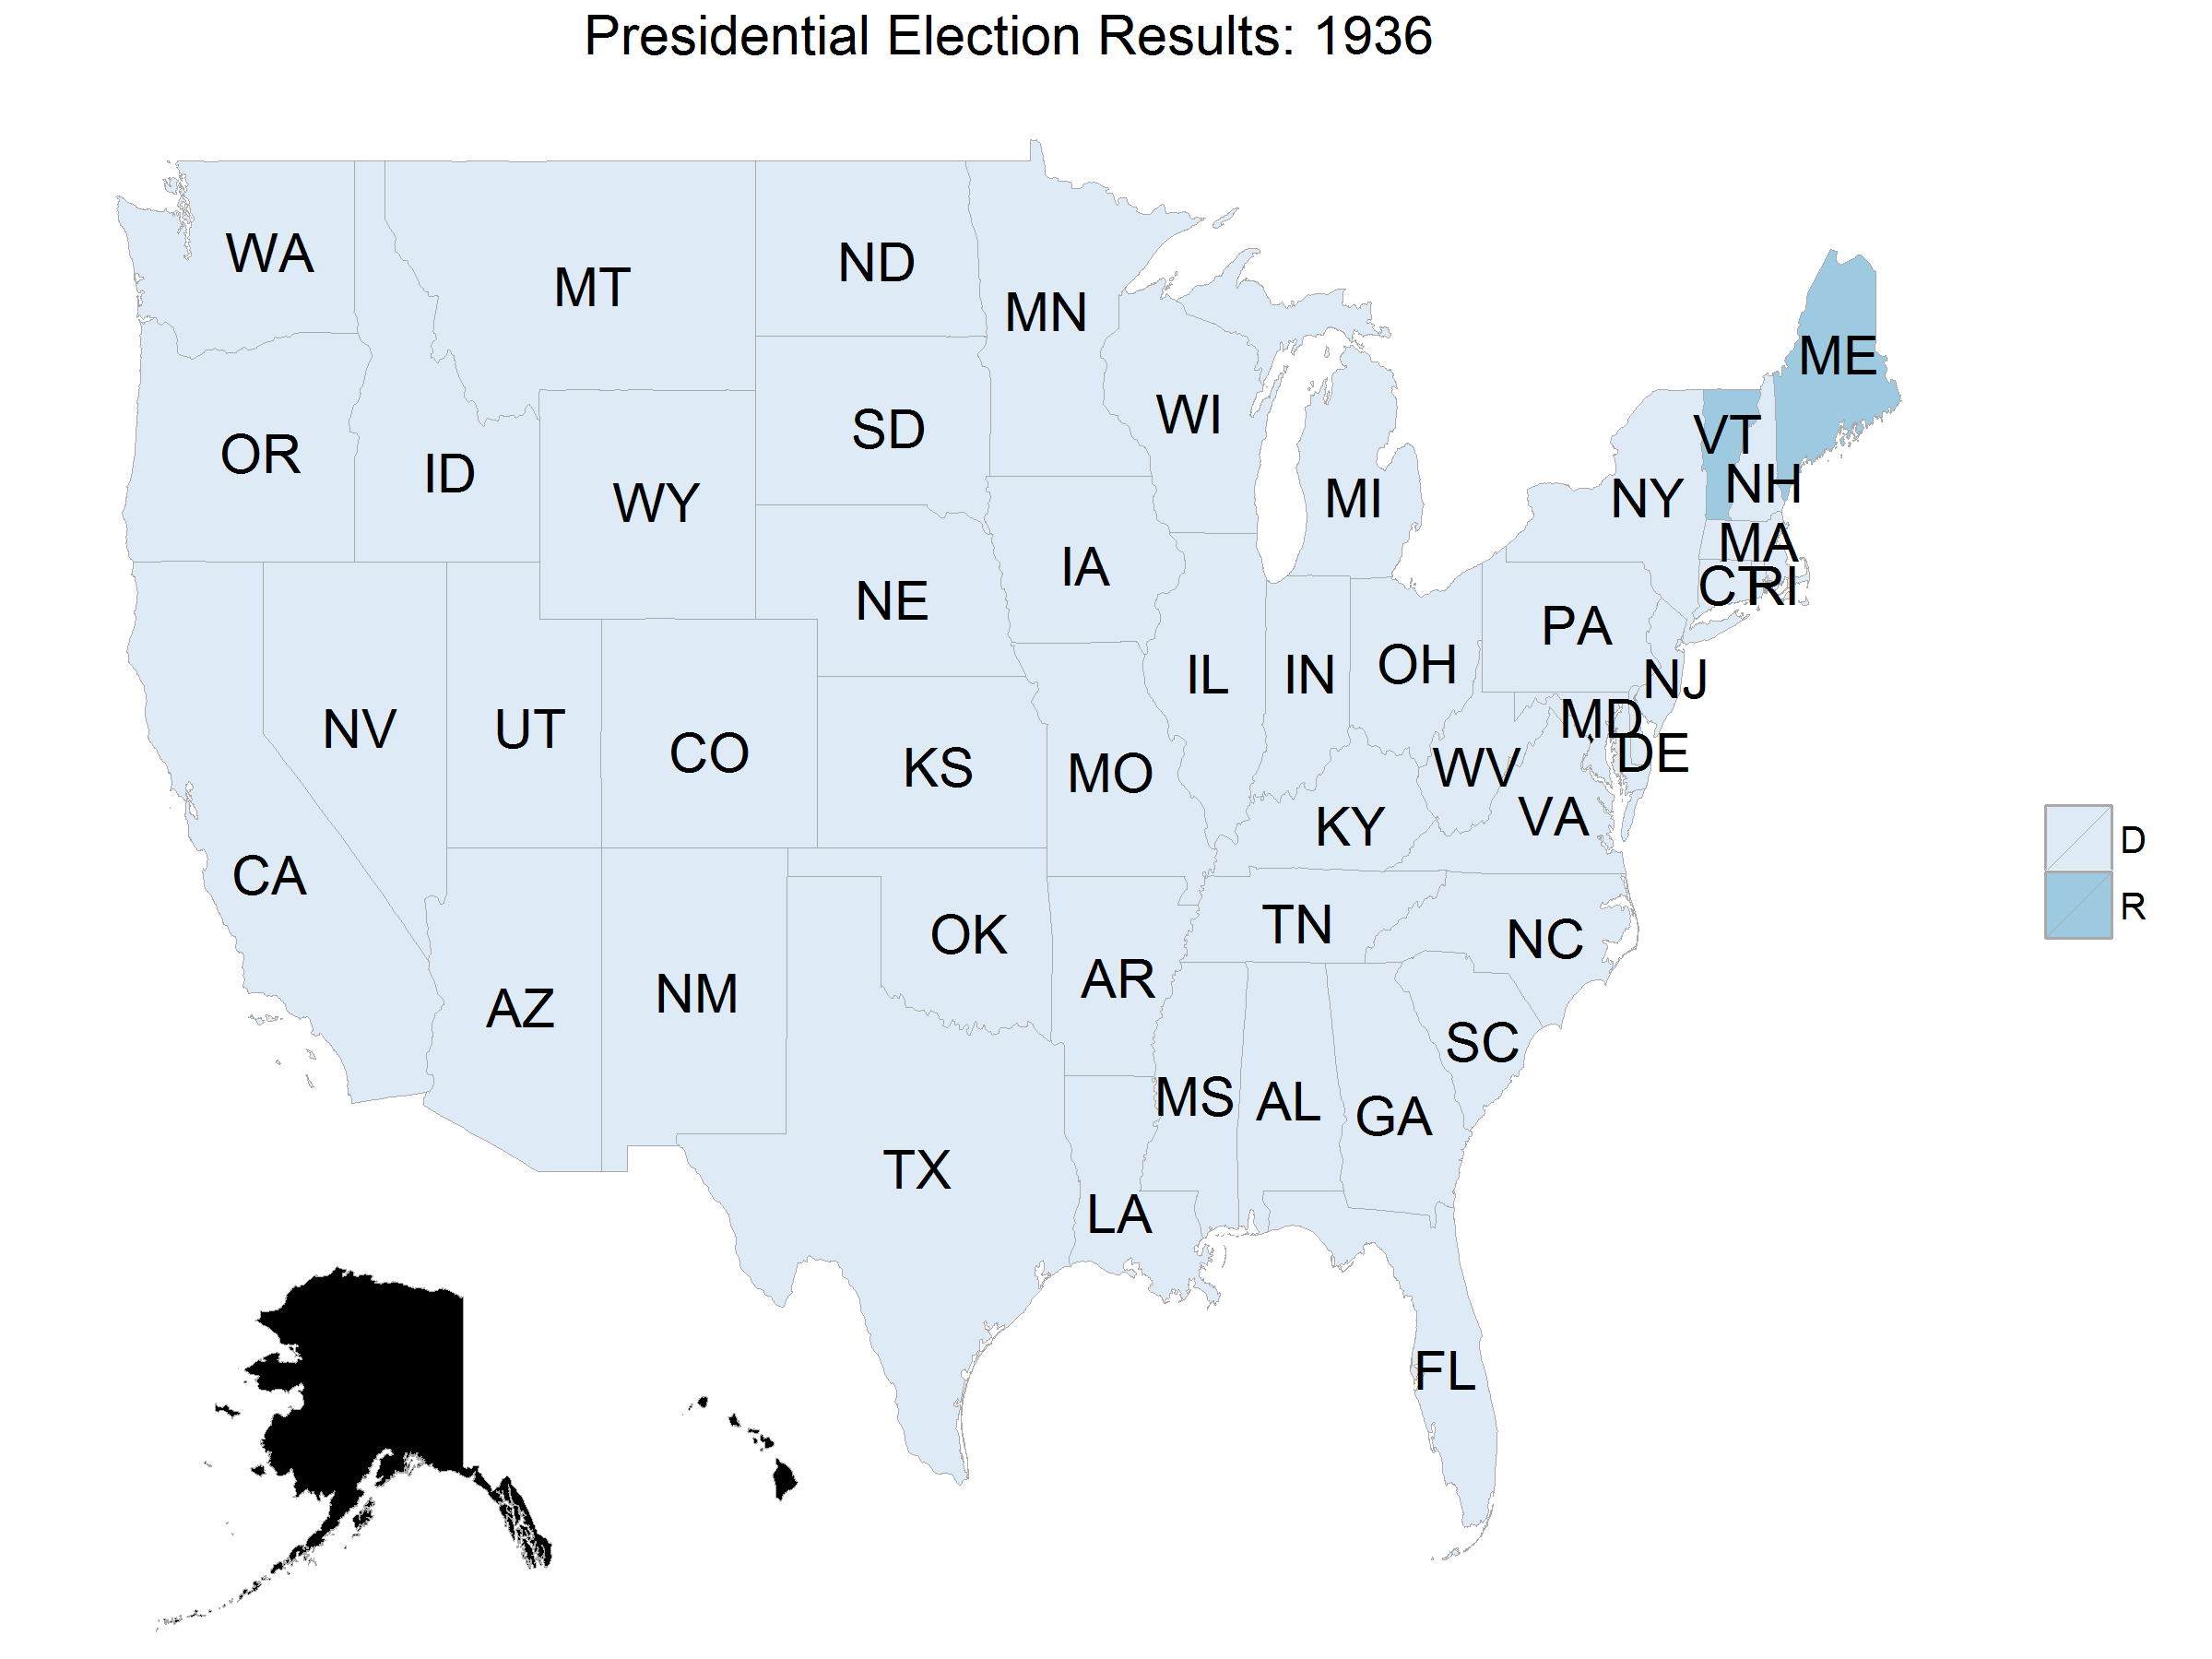 Presidential Election Results: 1936
WA
MT
ND
MN
ME
OR
ID
WY
SD
WI
MI
NY
VT
NH
MA
CT
RI
NE
IA
PA
NJ
NV
UT
CO
KS
MO
IL
IN
OH
MD
DE
WV
VA
KY
D
R
CA
AZ
NM
OK
AR
TN
NC
SC
TX
LA
MS
AL
GA
FL